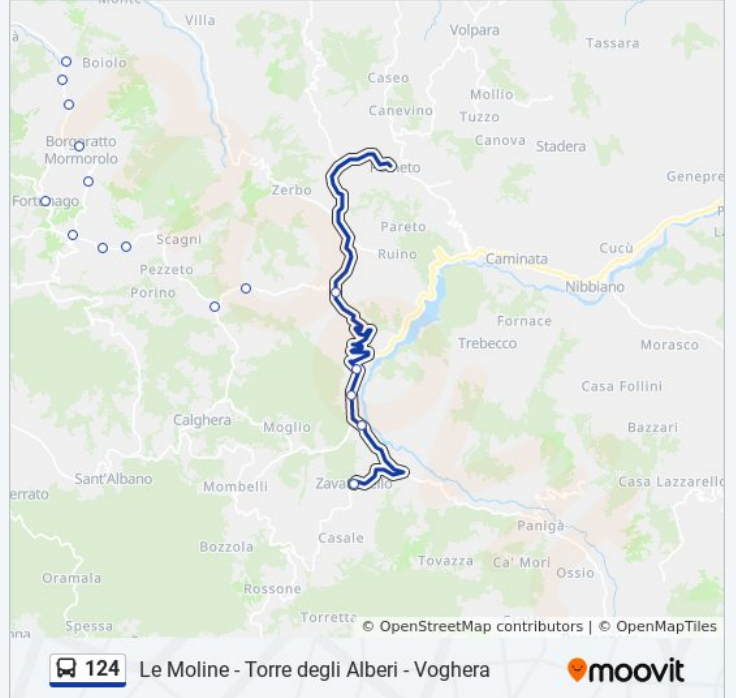 Monte
Villa
Volpara
Tassara
à
Boiolo
Caseo
Mollio
Canevino
Tuzzo
Borgoratto
Mormorolo
Canova
Stadera
Genepre
Zerbo
Pareto
Scagni
Ruino
Cucù
Caminata
Pezzeto
Porino
Nibbiano
Fornace
Trebecco
Morasco
Casa Follini
Calghera
Moglio
Bazzari
Sant'Albano
Mombelli
Casa Lazzarello
errato
Panigà
Casale
Bozzola
Tovazza
Ca' Mori
Ossio
Oramala
Rossone
Torretta
Spessa
na
© OpenStreetMap contributors | © OpenMapTiles
124 Le Moline - Torre degli Alberi - Voghera
moovit